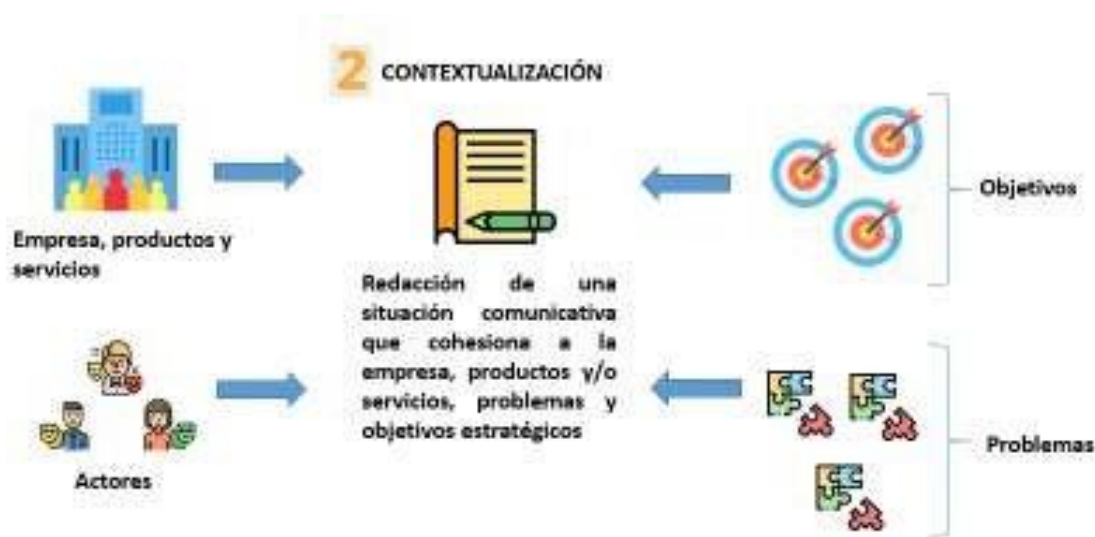 2 CONTEXTUALIZACIÓN
Empresa, productos y
servicios
Objetivos
Redacción de una
situación comunicativa
que cohesiona a la
empresa, productos y/o
servicios, problemas y
objetivos estratégicos
Actores
Problemas